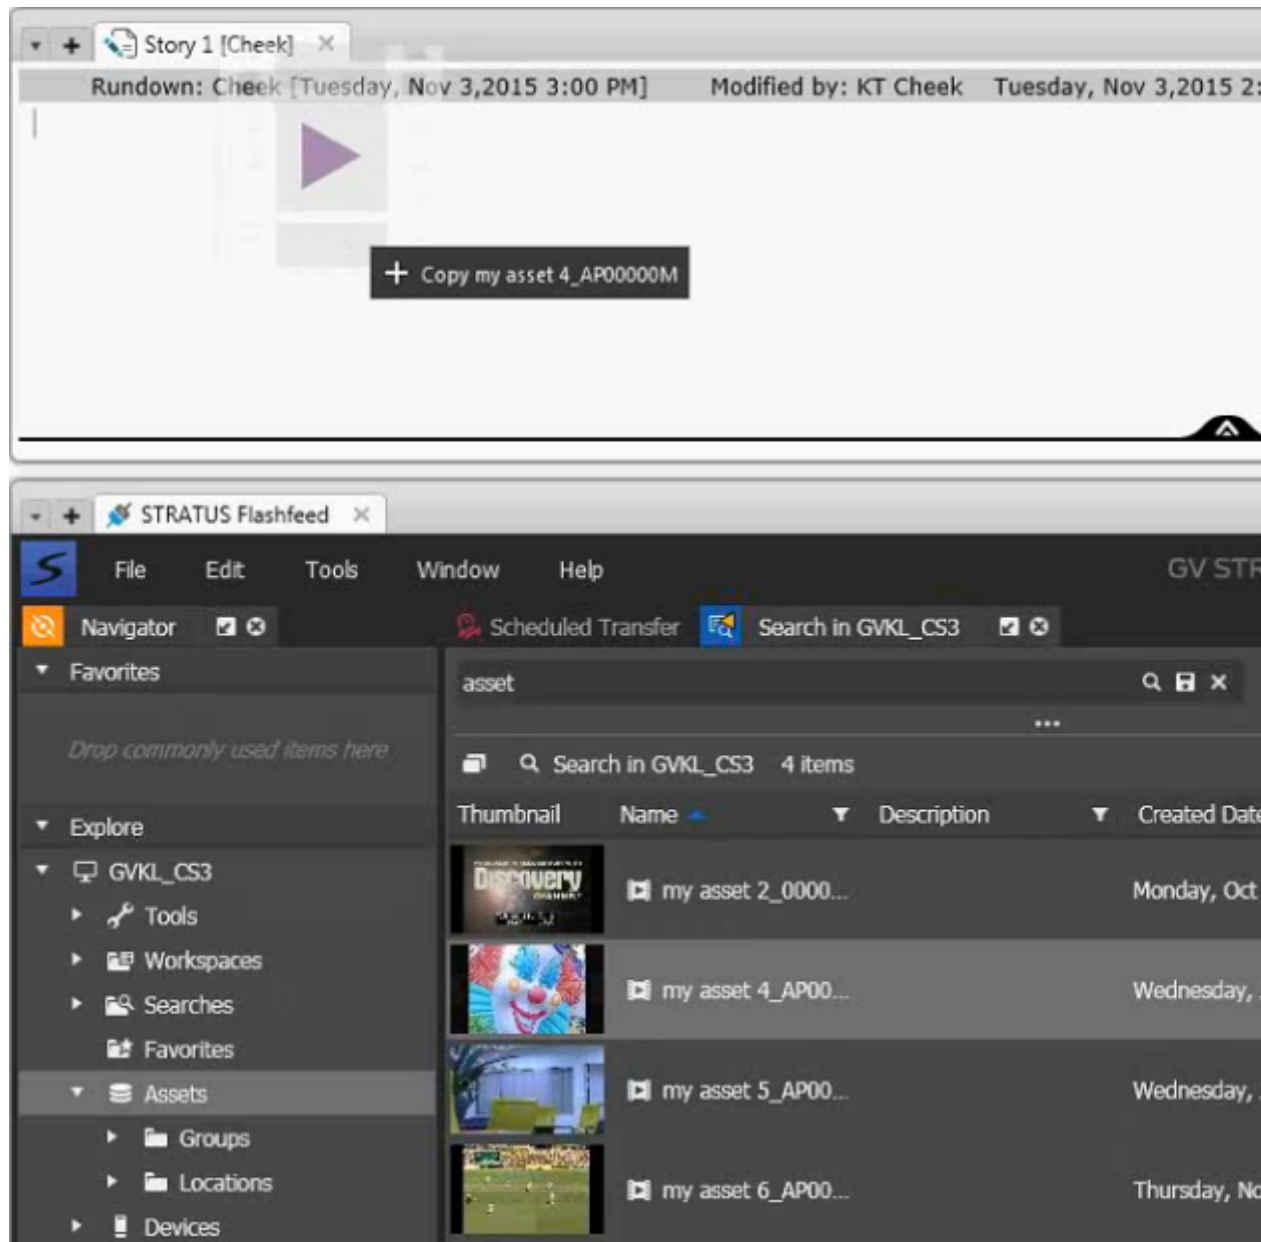 Story 1 [Cheek]
Rundown: Cheek [Tuesday, Nov 3,2015 3:00 PM] Modified by: KT Cheek Tuesday, Nov 3,2015 2:
Copy my asset 4_AP00000M
STRATUS Flashfeed
S File Edit Tools Window Help GV STR
Navigator Scheduled Transfer Search in GVKL_CS3
Favorites
asset
Drop commonly used items here
Search in GVKL_CS3 4 items
Thumbnail Name Description Created Date
Explore
GVKL_CS3
Discovery
my asset 2_0000... Monday, Oct
Tools
Workspaces
my asset 4_AP00... Wednesday,
Searches
Favorites
Assets
my asset 5_AP00... Wednesday,
Groups
Locations
my asset 6_AP00... Thursday, No
Devices